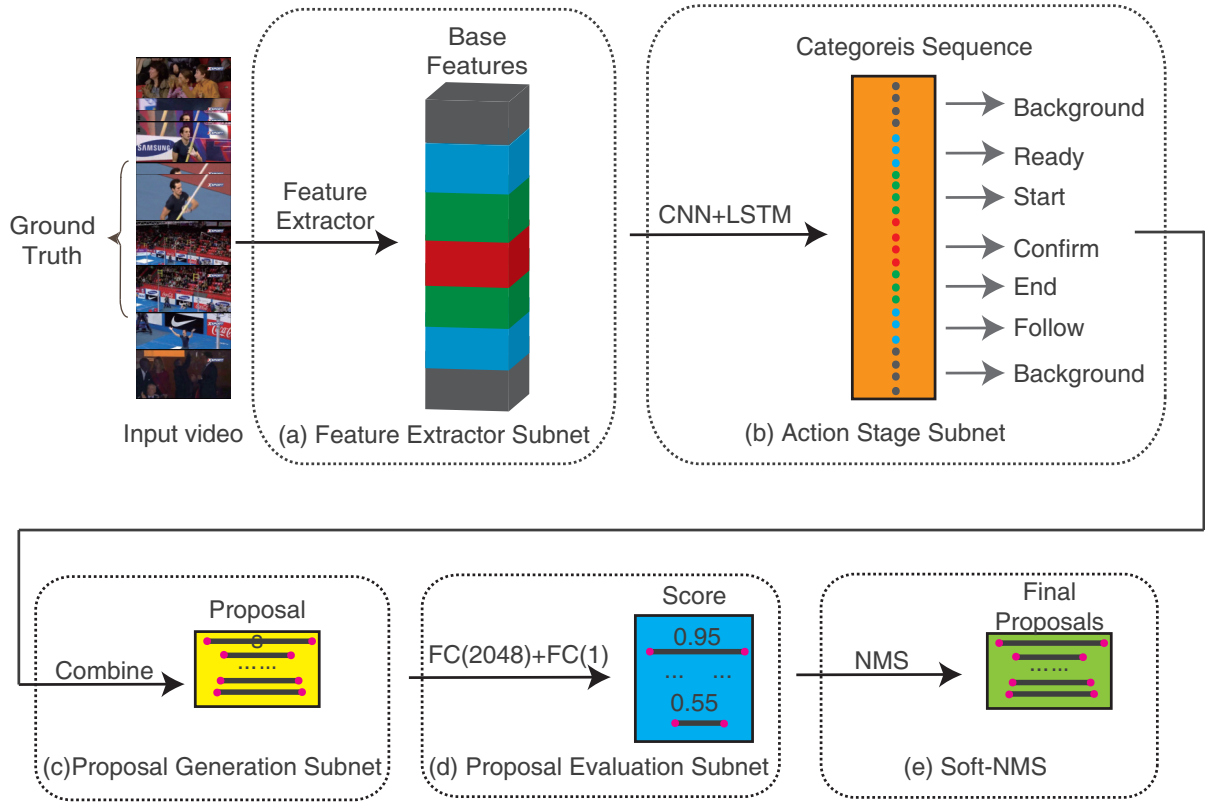 Base
Features
Categoreis Sequence
SAMSUNG
Ground
Truth
Feature
Extractor
CNN+LSTM
Background
Ready
Start
Confirm
End
Follow
Background
Input video
(a) Feature Extractor Subnet
(b) Action Stage Subnet
Proposal
s
Combine
... ...
(c)Proposal Generation Subnet
Score
FC(2048)+FC(1)
0.95
... ...
0.55
(d) Proposal Evaluation Subnet
Final
Proposals
NMS
... ...
(e) Soft-NMS